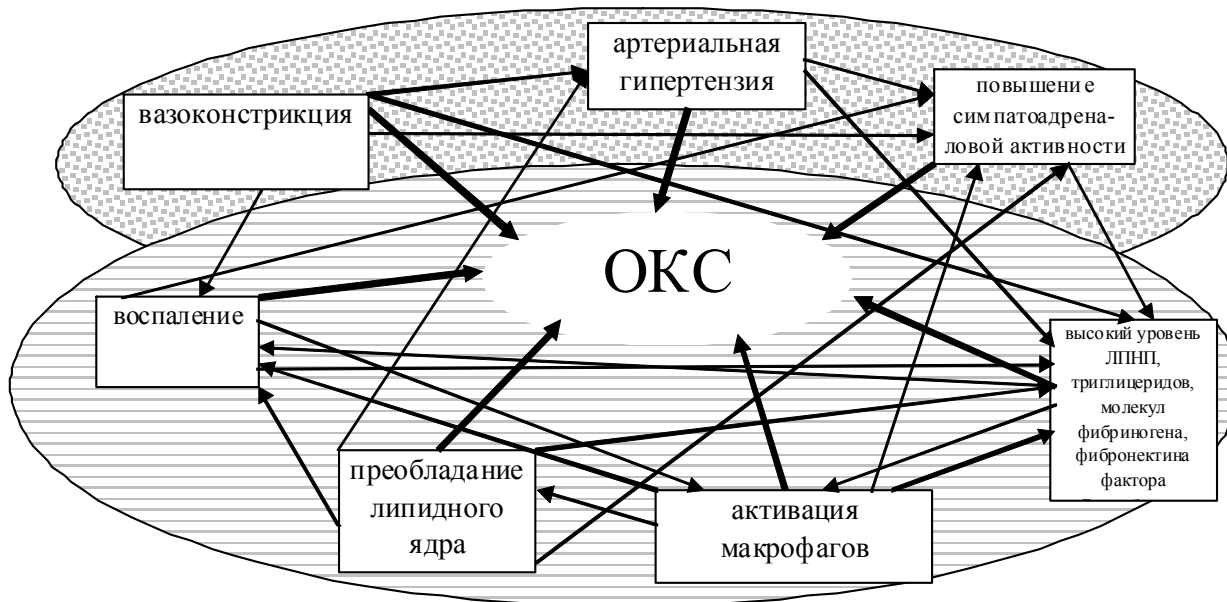 артериальная
гипертензия
вазоконстрикция
повышение
симпатоадрена-
ловой активности
ОКС
воспаление
высокий уровень
ЛПНП,
триглицеридов,
молекул
фибриногена,
фибронектина
фактора
преобладание
липидного
ядра
активация
макрофагов